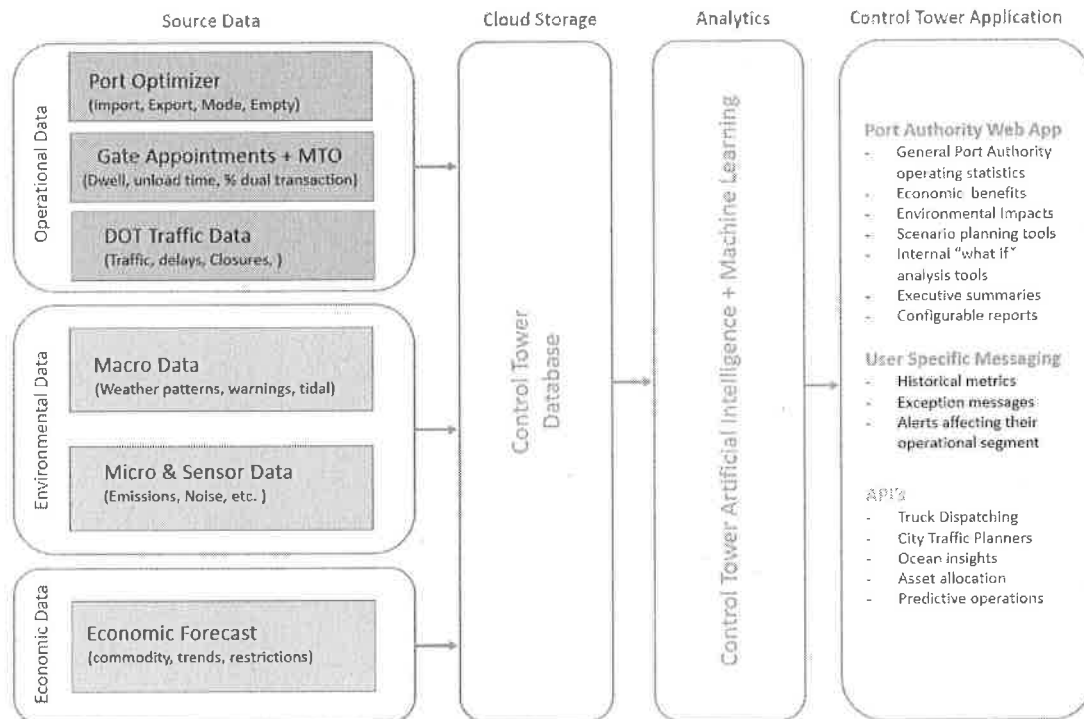 Source Data
Cloud Storage
Analytics
Control Tower Application
Operational Data
Port Optimizer
(Import, Export, Mode, Empty)
Gate Appointments + MTO
(Dwell, unload time, % dual transaction)
DOT Traffic Data
(Traffic, delays, Closures, )
Environmental Data
Macro Data
(Weather patterns, warnings, tidal)
Micro & Sensor Data
(Emissions, Noise, etc. )
Economic Data
Economic Forecast
(commodity, trends, restrictions)
Control Tower
Database
Control Tower Artificial Intelligence + Machine Learning
Port Authority Web App
- General Port Authority
operating statistics
- Economic benefits
- Environmental Impacts
- Scenario planning tools
- Internal "what if"
analysis tools
- Executive summaries
- Configurable reports
User Specific Messaging
- Historical metrics
- Exception messages
- Alerts affecting their
operational segment
API's
- Truck Dispatching
- City Traffic Planners
- Ocean insights
- Asset allocation
- Predictive operations